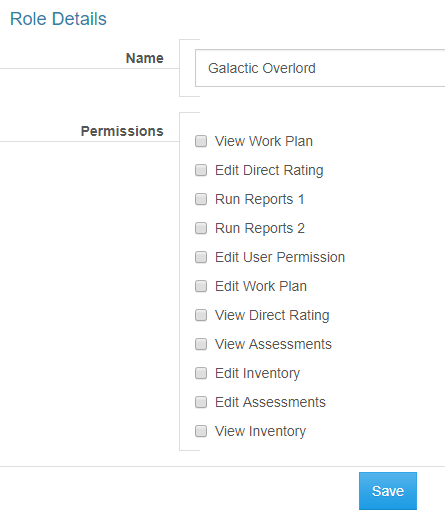 Role Details
Name
Galactic Overlord
Permissions
View Work Plan
Edit Direct Rating
Run Reports 1
Run Reports 2
Edit User Permission
Edit Work Plan
View Direct Rating
View Assessments
Edit Inventory
Edit Assessments
View Inventory
Save